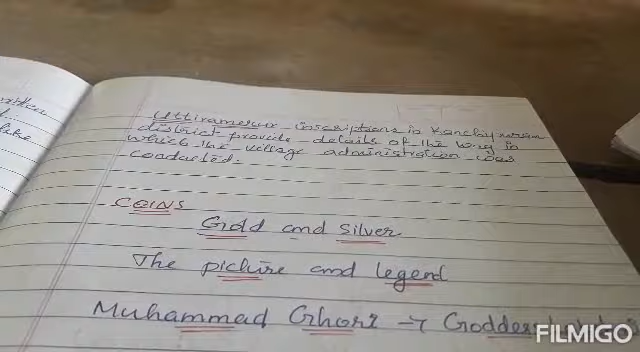 Uttiramerur inscriptions in Kanchipuram
district provide details of the way in
which the village administration was
conducted.
COINS
Gold and Silver
The picture and legend
Muhammad Ghori → Goddess
FILMIGO